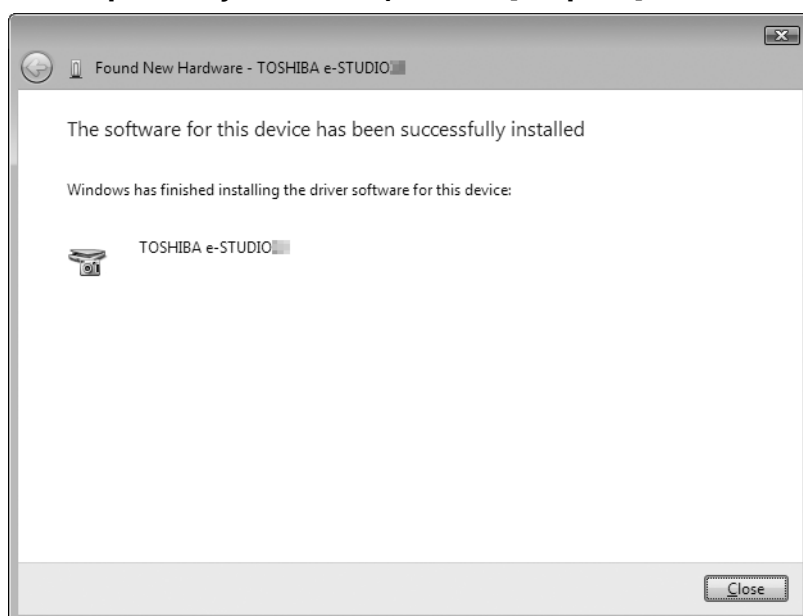 Found New Hardware - TOSHIBA e-STUDIO
The software for this device has been successfully installed
Windows has finished installing the driver software for this device:
TOSHIBA e-STUDIO
Close